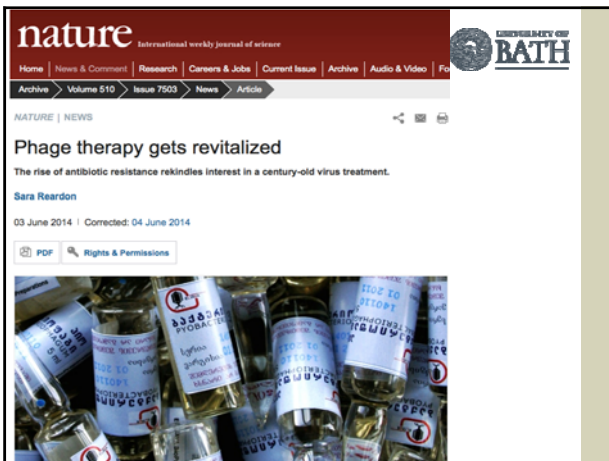 nature International weekly journal of science
UNIVERSITY OF
BATH
Home News & Comment Research Careers & Jobs Current Issue Archive Audio & Video
Archive Volume 510 Issue 7503 News Article
NATURE | NEWS
Phage therapy gets revitalized
The rise of antibiotic resistance rekindles interest in a century-old virus treatment.
Sara Reardon
03 June 2014 | Corrected: 04 June 2014
PDF Rights & Permissions
PYOBACTER
5 ml